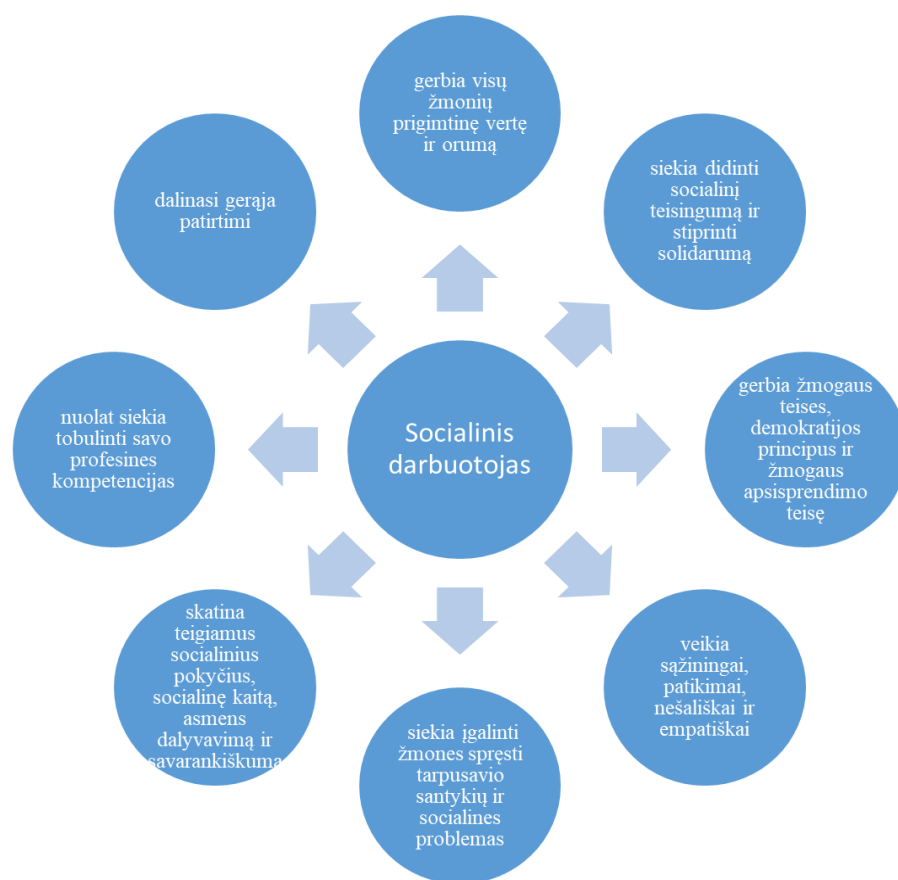 gerbia visų
žmonių
prigimtinę vertę
ir orumą
siekia didinti
socialinį
teisingumą ir
stiprinti
solidarumą
gerbia žmogaus
teises,
demokratijos
principus ir
žmogaus
apsisprendimo
teisę
veikia
sąžiningai,
patikimai,
nešališkai ir
empatiškai
siekia įgalinti
žmones spręsti
tarpusavio
santykių ir
socialines
problemas
skatina
teigiamus
socialinius
pokyčius,
socialinę kaitą,
asmens
dalyvavimą ir
savarankiškumą
nuolat siekia
tobulinti savo
profesines
kompetencijas
dalinasi gerąja
patirtimi
Socialinis
darbuotojas